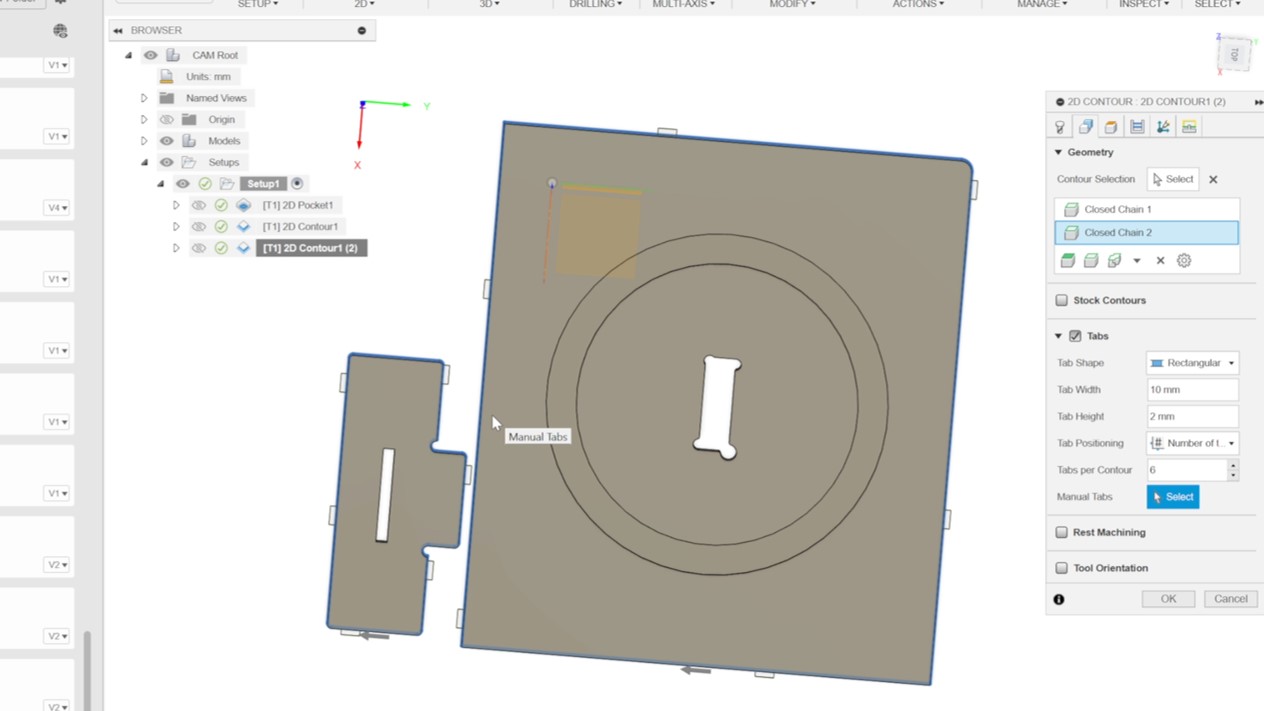 SETUP▾ 2D▾ 3D▾ DRILLING▾ MULTI-AXIS▾ MODIFY▾ ACTIONS▾ MANAGE▾ INSPECT▾ SELECT▾
BROWSER
CAM Root
Units: mm
Named Views
Origin
Models
Setups
Setup1
[T1] 2D Pocket1
[T1] 2D Contour1
[T1] 2D Contour1 (2)
V1▾
V1▾
V4▾
V1▾
V1▾
V1▾
V1▾
V2▾
V2▾
V2▾
Y
X
Z
Manual Tabs
Z
Y
TOP
X
2D CONTOUR : 2D CONTOUR1 (2)
Geometry
Contour Selection Select
Closed Chain 1
Closed Chain 2
Stock Contours
Tabs
Tab Shape Rectangular
Tab Width 10 mm
Tab Height 2 mm
Tab Positioning Number of t...
Tabs per Contour 6
Manual Tabs Select
Rest Machining
Tool Orientation
OK Cancel